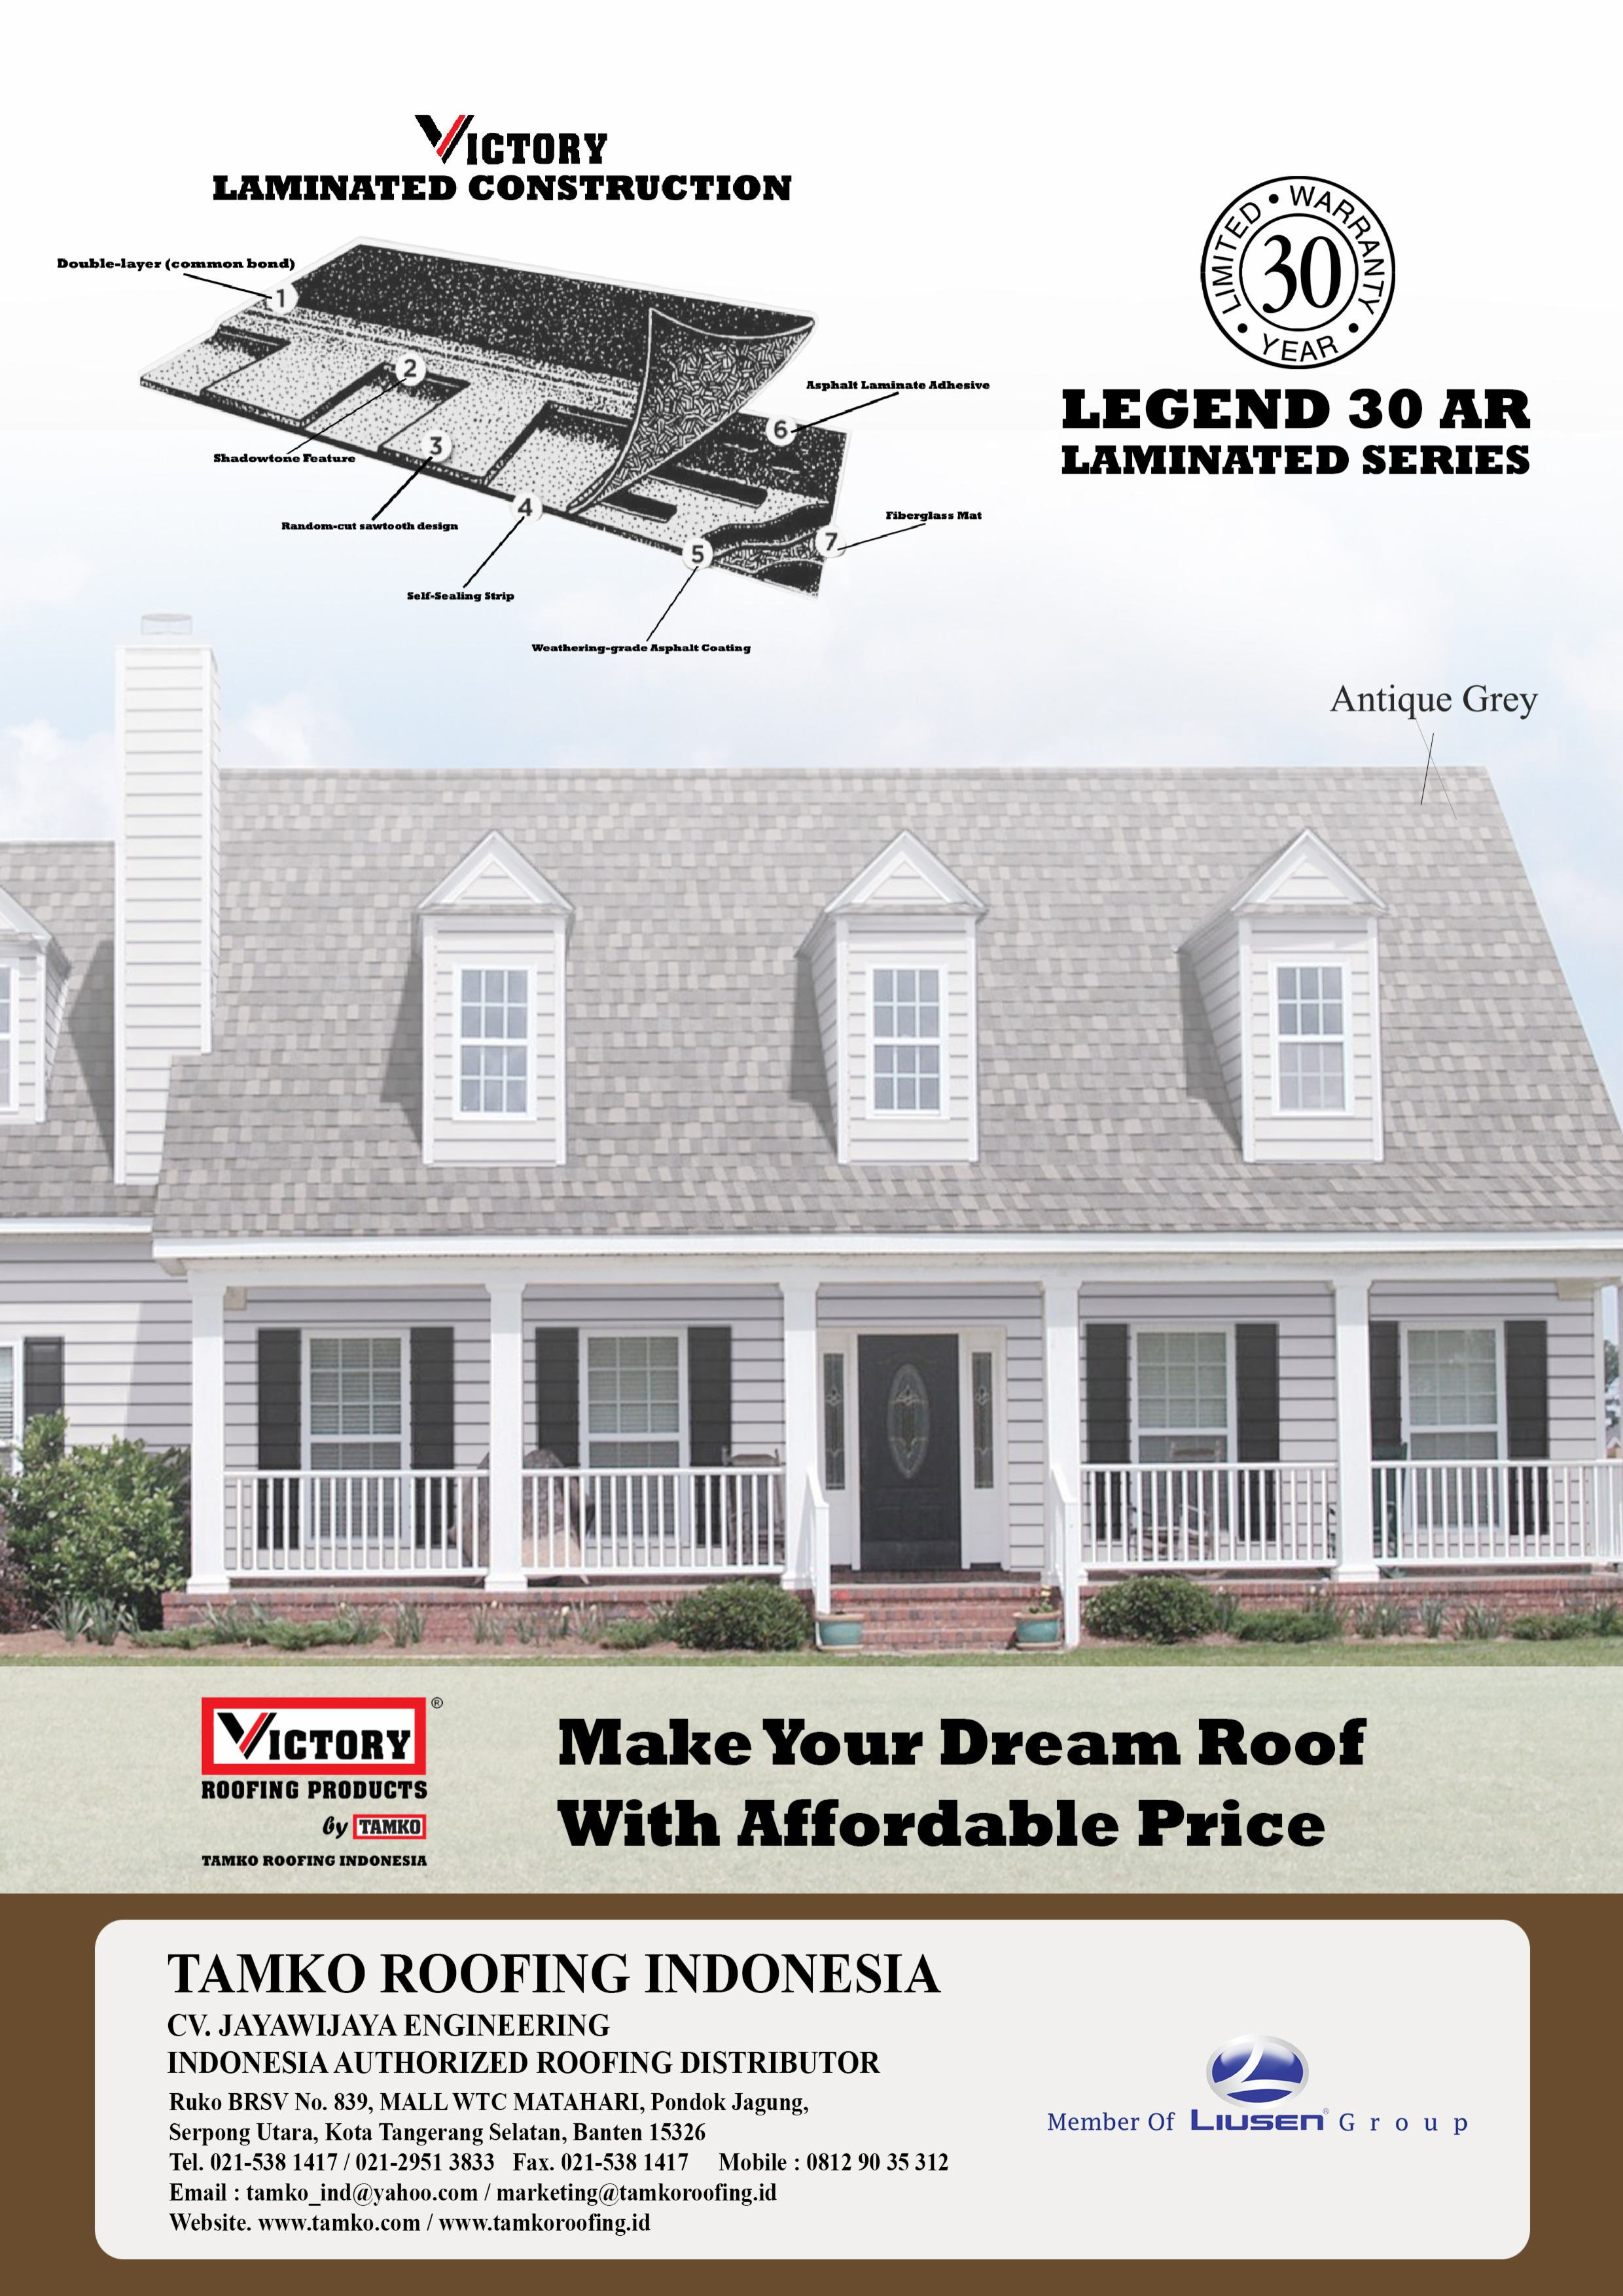 VICTORY
LAMINATED CONSTRUCTION
Double-layer (common bond)
1
2
Shadowtone Feature
3
Random-cut sawtooth design
4
Self-Sealing Strip
5
Weathering-grade Asphalt Coating
6
Asphalt Laminate Adhesive
7
Fiberglass Mat
LIMITED • WARRANTY • YEAR •
30
LEGEND 30 AR
LAMINATED SERIES
Antique Grey
VICTORY ®
ROOFING PRODUCTS
by TAMKO
TAMKO ROOFING INDONESIA
Make Your Dream Roof
With Affordable Price
TAMKO ROOFING INDONESIA
CV. JAYAWIJAYA ENGINEERING
INDONESIA AUTHORIZED ROOFING DISTRIBUTOR
Ruko BRSV No. 839, MALL WTC MATAHARI, Pondok Jagung,
Serpong Utara, Kota Tangerang Selatan, Banten 15326
Tel. 021-538 1417 / 021-2951 3833 Fax. 021-538 1417 Mobile : 0812 90 35 312
Email : tamko_ind@yahoo.com / marketing@tamkoroofing.id
Website. www.tamko.com / www.tamkoroofing.id
Member Of LIUSEN® Group